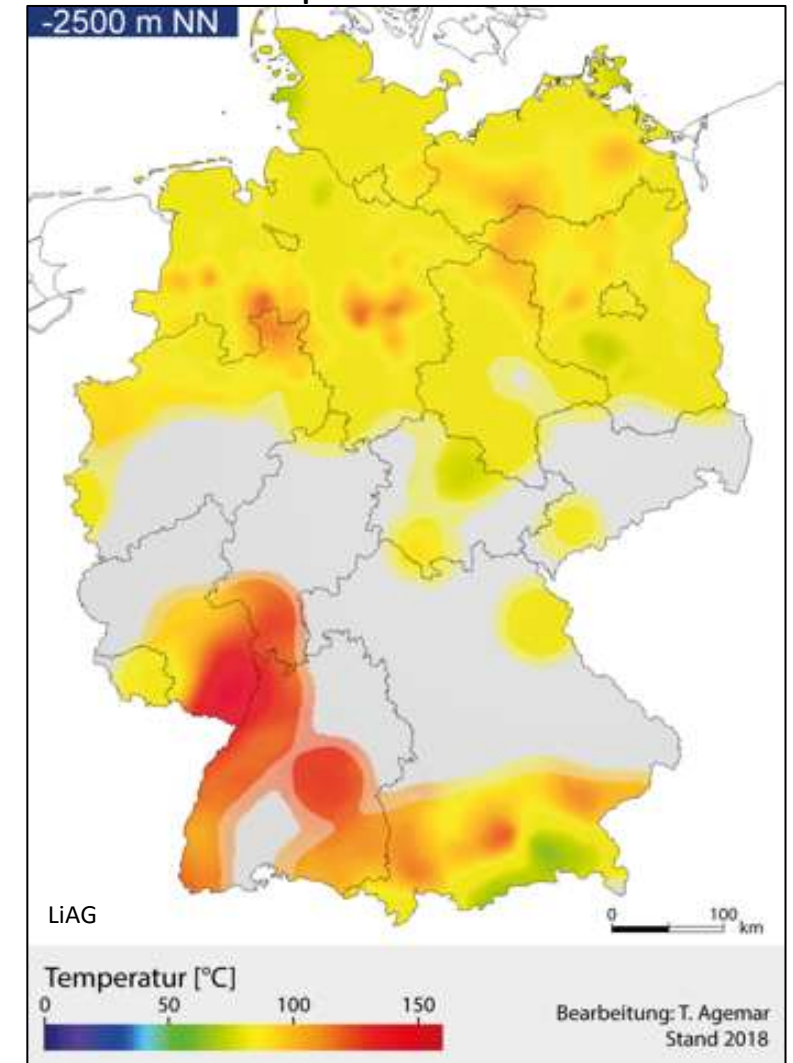 -2500 m NN
LiAG
0 100
km
Temperatur [°C]
0 50 100 150
Bearbeitung: T. Agemar
Stand 2018